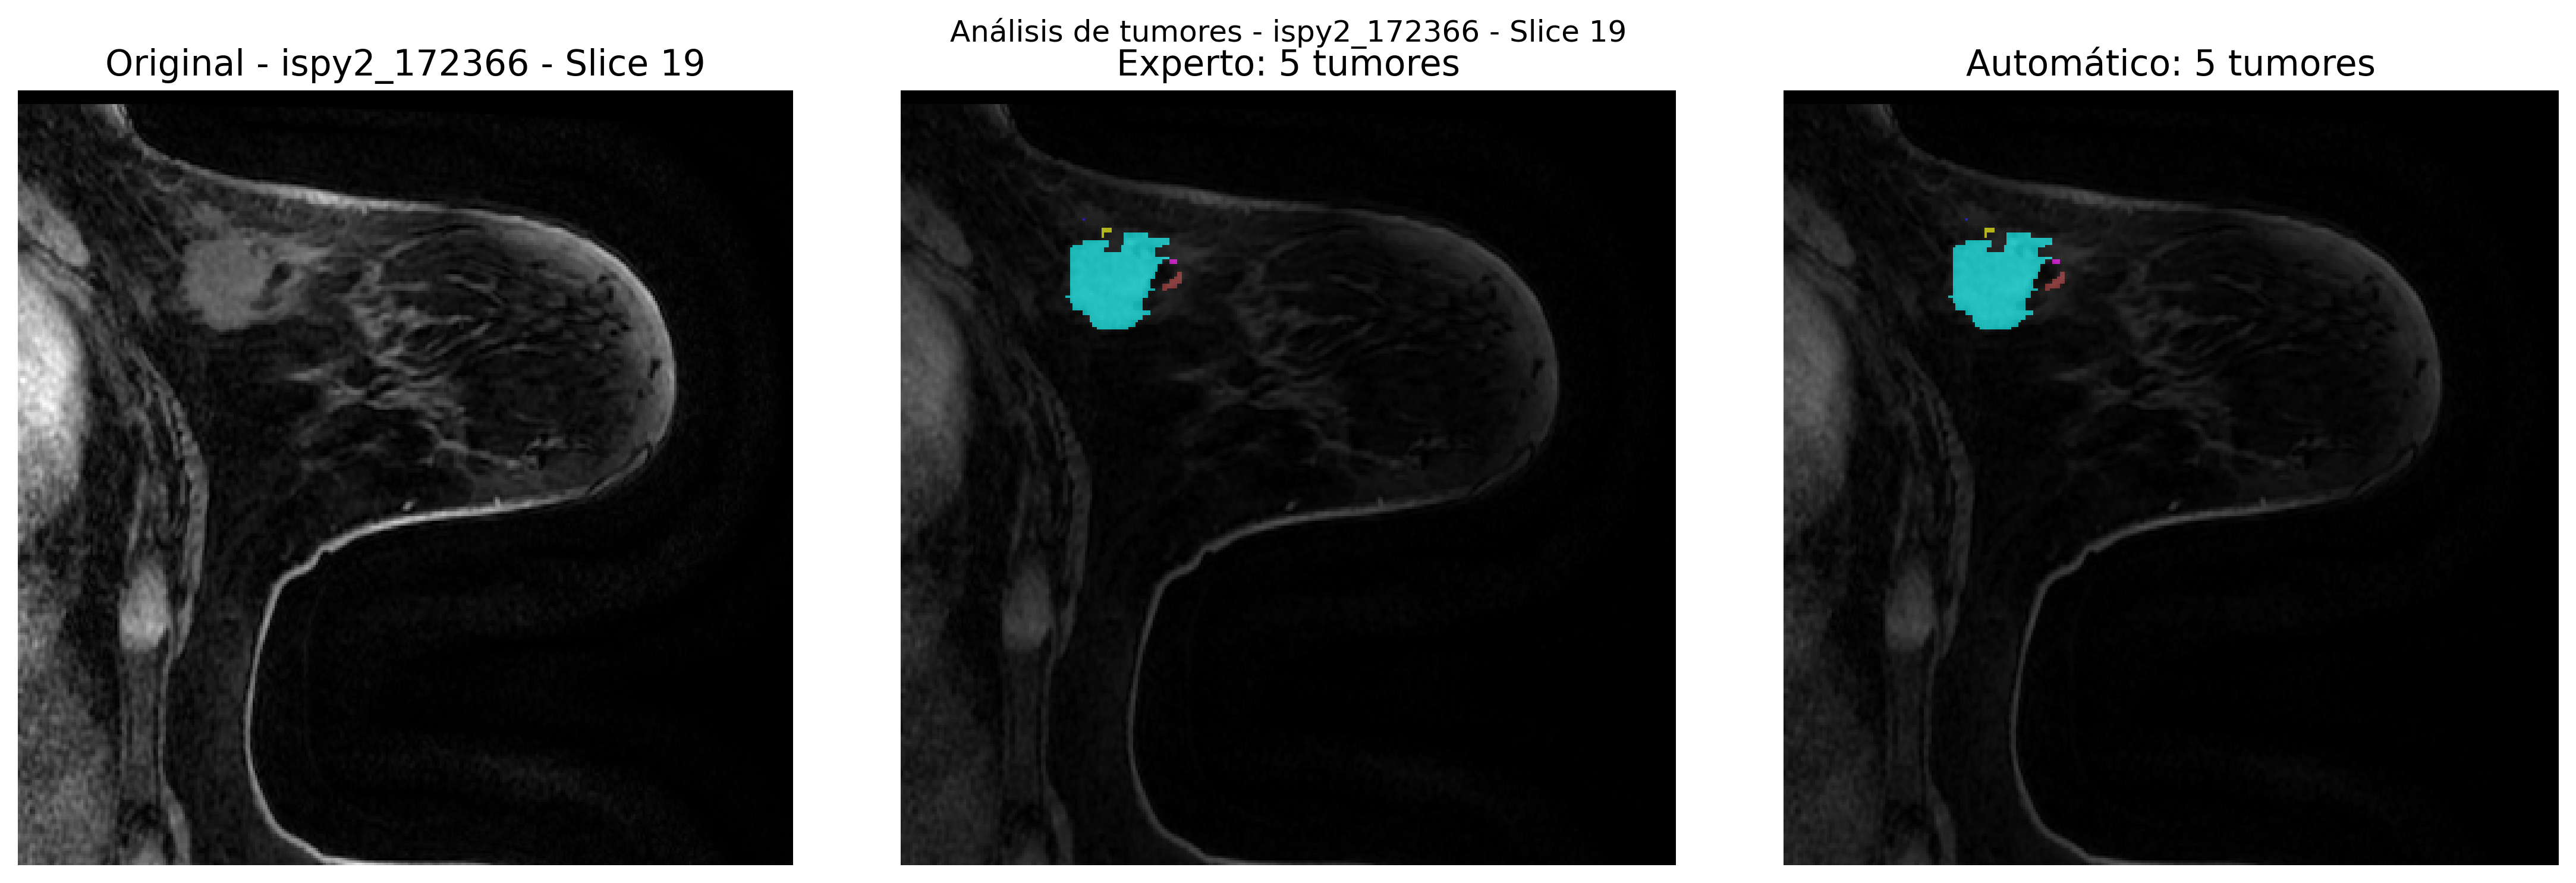 Análisis de tumores - ispy2_172366 - Slice 19
Original - ispy2_172366 - Slice 19
Experto: 5 tumores
Automático: 5 tumores